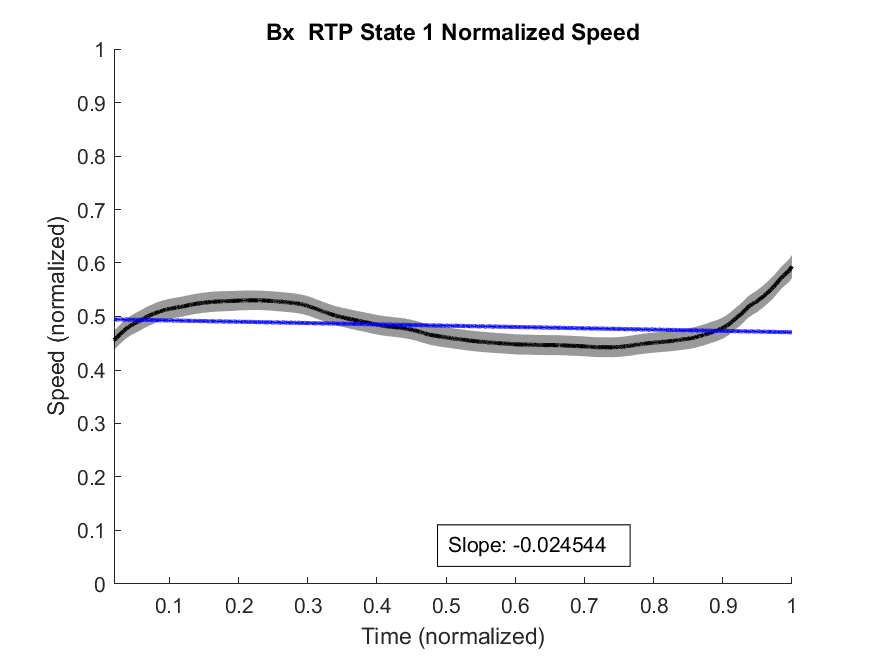 Bx  RTP State 1 Normalized Speed
1
0.9
0.8
0.7
0.6
0.5
0.4
0.3
0.2
0.1
0
Speed (normalized)
Slope: -0.024544
0.1 0.2 0.3 0.4 0.5 0.6 0.7 0.8 0.9 1
Time (normalized)